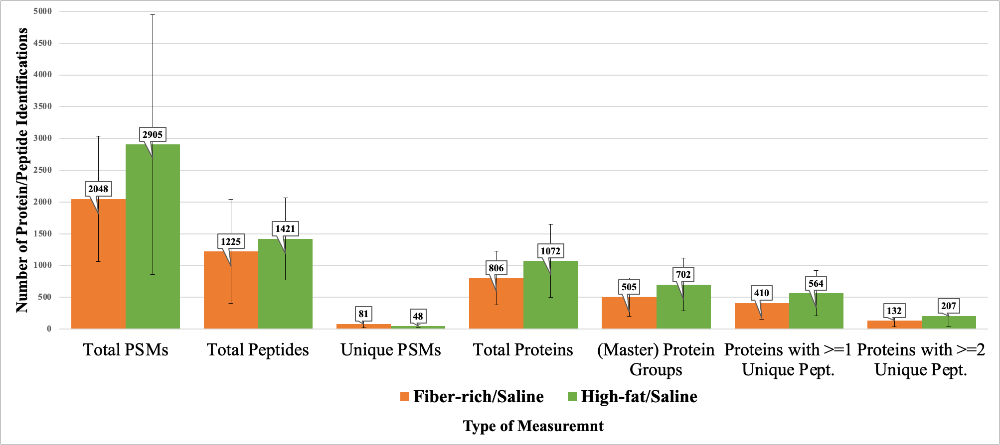 Number of Protein/Peptide Identifications
5000
4500
4000
3500
3000
2500
2000
1500
1000
500
0
2048
2905
1225
1421
81
48
806
1072
505
702
410
564
132
207
Total PSMs
Total Peptides
Unique PSMs
Total Proteins
(Master) Protein
Groups
Proteins with >=1
Unique Pept.
Proteins with >=2
Unique Pept.
Fiber-rich/Saline
High-fat/Saline
Type of Measuremnt